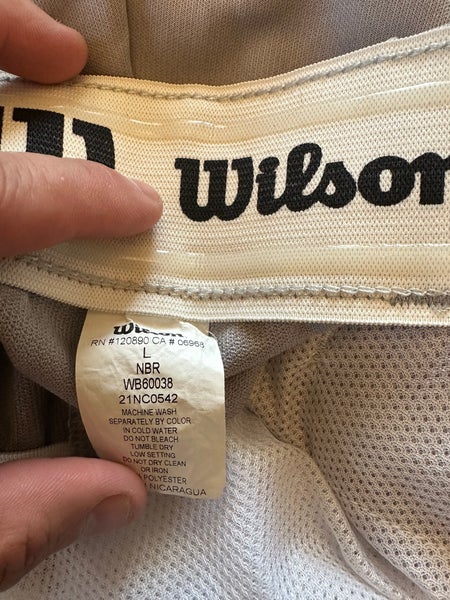 Wilson
Wilson
RN #120890 CA # 06968
L
NBR
WB60038
21NC0542
MACHINE WASH
SEPARATELY BY COLOR
IN COLD WATER
DO NOT BLEACH
TUMBLE DRY
LOW SETTING
DO NOT DRY CLEAN
OR IRON
POLYESTER
NICARAGUA